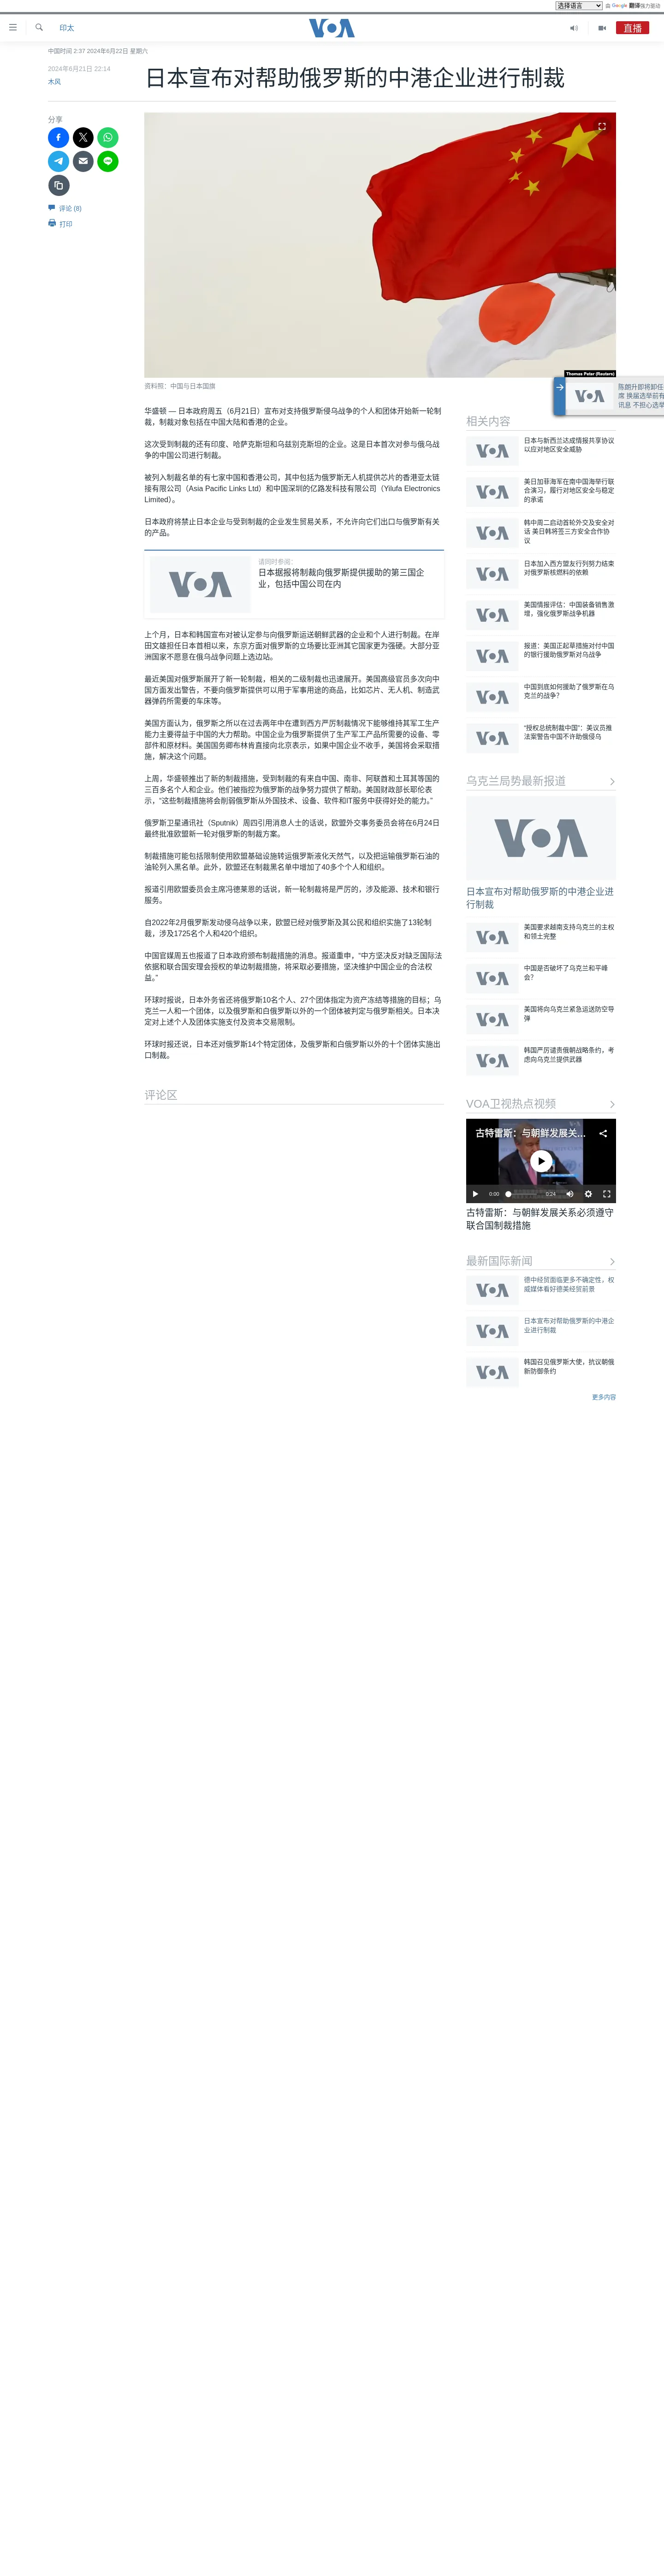 选择语言 由 Google 翻译强力驱动
印太
VOA
直播
中国时间 2:37 2024年6月22日 星期六
2024年6月21日 22:14
木风
日本宣布对帮助俄罗斯的中港企业进行制裁
分享
评论 (8)
打印
Thomas Peter (Reuters)
资料照：中国与日本国旗
陈朗升即将卸任
席 换届选举前有
讯息 不担心选举
华盛顿 — 日本政府周五（6月21日）宣布对支持俄罗斯侵乌战争的个人和团体开始新一轮制
裁，制裁对象包括在中国大陆和香港的企业。
这次受到制裁的还有印度、哈萨克斯坦和乌兹别克斯坦的企业。这是日本首次对参与俄乌战
争的中国公司进行制裁。
被列入制裁名单的有七家中国和香港公司，其中包括为俄罗斯无人机提供芯片的香港亚太链
接有限公司（Asia Pacific Links Ltd）和中国深圳的亿路发科技有限公司（Yilufa Electronics
Limited）。
日本政府将禁止日本企业与受到制裁的企业发生贸易关系，不允许向它们出口与俄罗斯有关
的产品。
VOA
请同时参阅：
日本据报将制裁向俄罗斯提供援助的第三国企
业，包括中国公司在内
上个月，日本和韩国宣布对被认定参与向俄罗斯运送朝鲜武器的企业和个人进行制裁。在岸
田文雄担任日本首相以来，东京方面对俄罗斯的立场要比亚洲其它国家更为强硬。大部分亚
洲国家不愿意在俄乌战争问题上选边站。
最近美国对俄罗斯展开了新一轮制裁，相关的二级制裁也迅速展开。美国高级官员多次向中
国方面发出警告，不要向俄罗斯提供可以用于军事用途的商品，比如芯片、无人机、制造武
器弹药所需要的车床等。
美国方面认力，俄罗斯之所以在过去两年中在遭到西方严厉制裁情况下能够维持其军工生产
能力主要得益于中国的大力帮助。中国企业为俄罗斯提供了生产军工产品所需要的设备、零
部件和原材料。美国国务卿布林肯直接向北京表示，如果中国企业不收手，美国将会采取措
施，解决这个问题。
上周，华盛顿推出了新的制裁措施，受到制裁的有来自中国、南非、阿联酋和土耳其等国的
三百多名个人和企业。他们被指控为俄罗斯的战争努力提供了帮助。美国财政部长耶伦表
示，“这些制裁措施将会削弱俄罗斯从外国技术、设备、软件和IT服务中获得好处的能力。”
俄罗斯卫星通讯社（Sputnik）周四引用消息人士的话说，欧盟外交事务委员会将在6月24日
最终批准欧盟新一轮对俄罗斯的制裁方案。
制裁措施可能包括限制使用欧盟基础设施转运俄罗斯液化天然气，以及把运输俄罗斯石油的
油轮列入黑名单。此外，欧盟还在制裁黑名单中增加了40多个个人和组织。
报道引用欧盟委员会主席冯德莱恩的话说，新一轮制裁将是严厉的，涉及能源、技术和银行
服务。
自2022年2月俄罗斯发动侵乌战争以来，欧盟已经对俄罗斯及其公民和组织实施了13轮制
裁，涉及1725名个人和420个组织。
中国官媒周五也报道了日本政府颁布制裁措施的消息。报道重申，“中方坚决反对缺乏国际法
依据和联合国安理会授权的单边制裁措施，将采取必要措施，坚决维护中国企业的合法权
益。”
环球时报说，日本外务省还将俄罗斯10名个人、27个团体指定为资产冻结等措施的目标；乌
克兰一人和一个团体，以及俄罗斯和白俄罗斯以外的一个团体被判定与俄罗斯相关。日本决
定对上述个人及团体实施支付及资本交易限制。
环球时报还说，日本还对俄罗斯14个特定团体，及俄罗斯和白俄罗斯以外的十个团体实施出
口制裁。
评论区
相关内容
日本与新西兰达成情报共享协议
以应对地区安全威胁
美日加菲海军在南中国海举行联
合演习，履行对地区安全与稳定
的承诺
韩中周二启动首轮外交及安全对
话 美日韩将签三方安全合作协
议
日本加入西方盟友行列努力结束
对俄罗斯核燃料的依赖
美国情报评估：中国装备销售激
增，强化俄罗斯战争机器
报道：美国正起草措施对付中国
的银行援助俄罗斯对乌战争
中国到底如何援助了俄罗斯在乌
克兰的战争？
“授权总统制裁中国”：美议员推
法案警告中国不许助俄侵乌
乌克兰局势最新报道
VOA
日本宣布对帮助俄罗斯的中港企业进
行制裁
美国要求越南支持乌克兰的主权
和领土完整
中国是否破坏了乌克兰和平峰
会？
美国将向乌克兰紧急运送防空导
弹
韩国严厉谴责俄朝战略条约，考
虑向乌克兰提供武器
VOA卫视热点视频
古特雷斯：与朝鲜发展关...
0:00 0:24
古特雷斯：与朝鲜发展关系必须遵守
联合国制裁措施
最新国际新闻
德中经贸面临更多不确定性，权
威媒体看好德美经贸前景
日本宣布对帮助俄罗斯的中港企
业进行制裁
韩国召见俄罗斯大使，抗议朝俄
新防御条约
更多内容